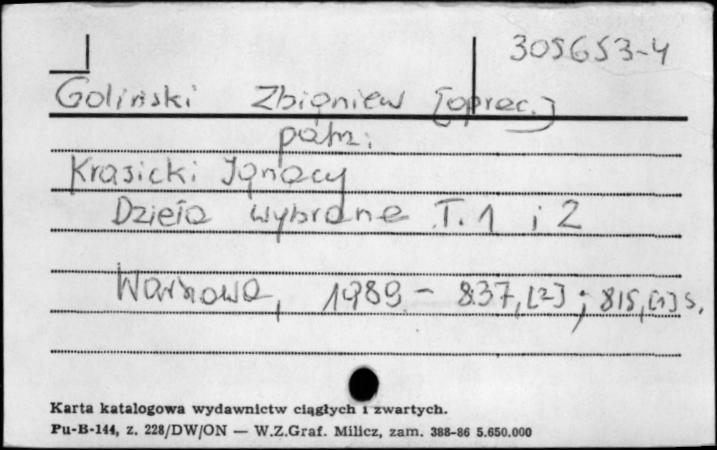 305653-4
Goliński Zbigniew [oprac.]
patrz:
Krasicki Ignacy
Dzieła wybrane T. 1 i 2
Warszawa, 1989 - 837, [2] ; 815, [1] s.
Karta katalogowa wydawnictw ciągłych i zwartych.
Pu-B-144, z. 228/DW/ON — W.Z.Graf. Milicz, zam. 388-86 5.650.000